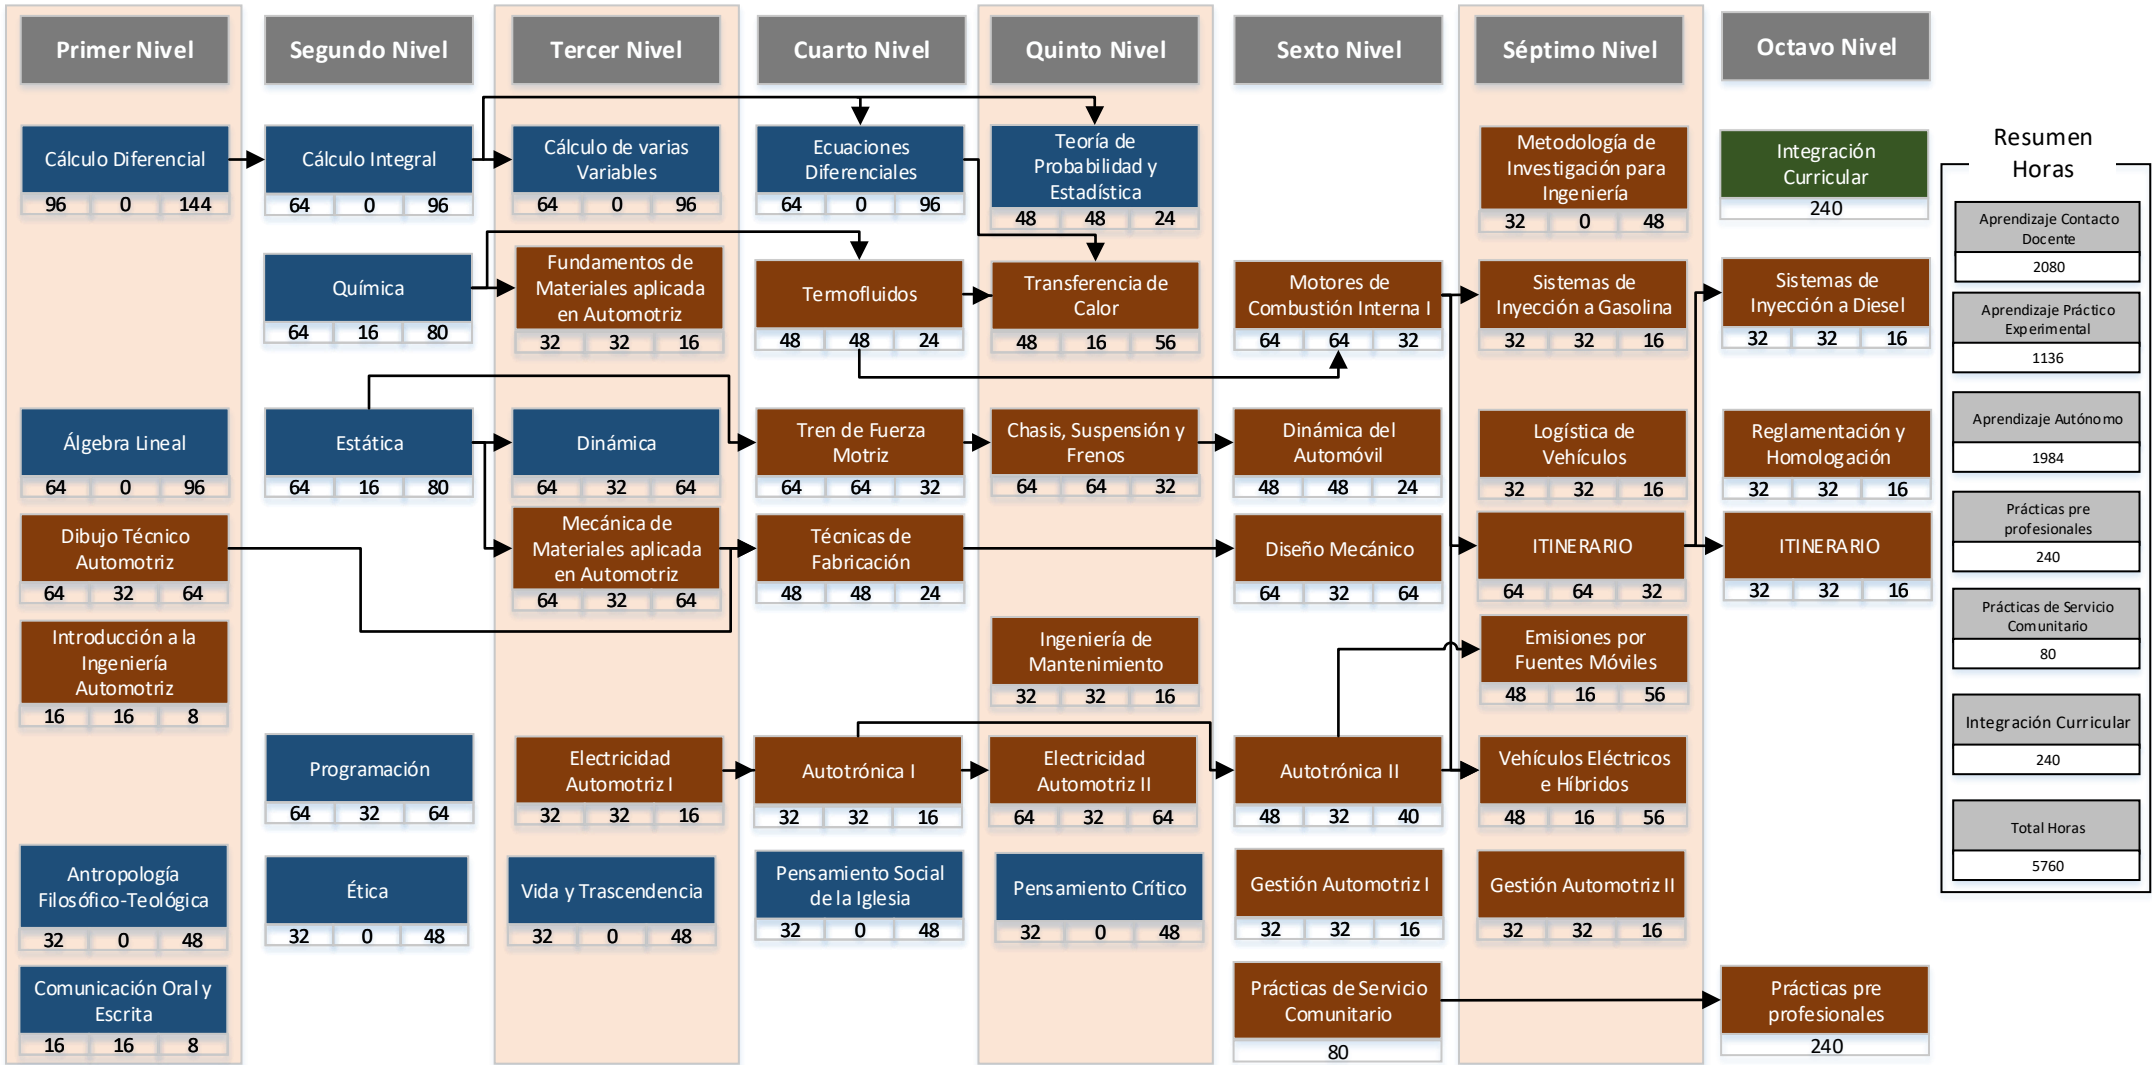 Primer Nivel
Cálculo Diferencial
96 0 144
Álgebra Lineal
64 0 96
Dibujo Técnico
Automotriz
64 32 64
Introducción a la
Ingeniería
Automotriz
16 16 8
Antropología
Filosófico-Teológica
32 0 48
Comunicación Oral y
Escrita
16 16 8
Segundo Nivel
Cálculo Integral
64 0 96
Química
64 16 80
Estática
64 16 80
Programación
64 32 64
Ética
32 0 48
Tercer Nivel
Cálculo de varias
Variables
64 0 96
Fundamentos de
Materiales aplicada
en Automotriz
32 32 16
Dinámica
64 32 64
Mecánica de
Materiales aplicada
en Automotriz
64 32 64
Electricidad
Automotriz I
32 32 16
Vida y Trascendencia
32 0 48
Cuarto Nivel
Ecuaciones
Diferenciales
64 0 96
Termofluidos
48 48 24
Tren de Fuerza
Motriz
64 64 32
Técnicas de
Fabricación
48 48 24
Autotrónica I
32 32 16
Pensamiento Social
de la Iglesia
32 0 48
Quinto Nivel
Teoría de
Probabilidad y
Estadística
48 48 24
Transferencia de
Calor
48 16 56
Chasis, Suspensión y
Frenos
64 64 32
Ingeniería de
Mantenimiento
32 32 16
Electricidad
Automotriz II
64 32 64
Pensamiento Crítico
32 0 48
Sexto Nivel
Motores de
Combustión Interna I
64 64 32
Dinámica del
Automóvil
48 48 24
Diseño Mecánico
64 32 64
Autotrónica II
48 32 40
Gestión Automotriz I
32 32 16
Prácticas de Servicio
Comunitario
80
Séptimo Nivel
Metodología de
Investigación para
Ingeniería
32 0 48
Sistemas de
Inyección a Gasolina
32 32 16
Logística de
Vehículos
32 32 16
ITINERARIO
64 64 32
Emisiones por
Fuentes Móviles
48 16 56
Vehículos Eléctricos
e Híbridos
48 16 56
Gestión Automotriz II
32 32 16
Octavo Nivel
Integración
Curricular
240
Sistemas de
Inyección a Diesel
32 32 16
Reglamentación y
Homologación
32 32 16
ITINERARIO
32 32 16
Prácticas pre
profesionales
240
Resumen
Horas
Aprendizaje Contacto
Docente
2080
Aprendizaje Práctico
Experimental
1136
Aprendizaje Autónomo
1984
Prácticas pre
profesionales
240
Prácticas de Servicio
Comunitario
80
Integración Curricular
240
Total Horas
5760